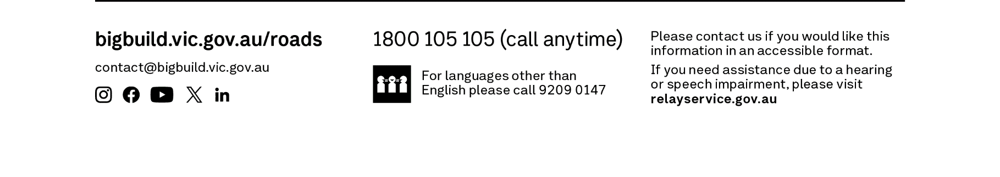 bigbuild.vic.gov.au/roads
contact@bigbuild.vic.gov.au
1800 105 105 (call anytime)
For languages other than
English please call 9209 0147
Please contact us if you would like this
information in an accessible format.
If you need assistance due to a hearing
or speech impairment, please visit
relayservice.gov.au